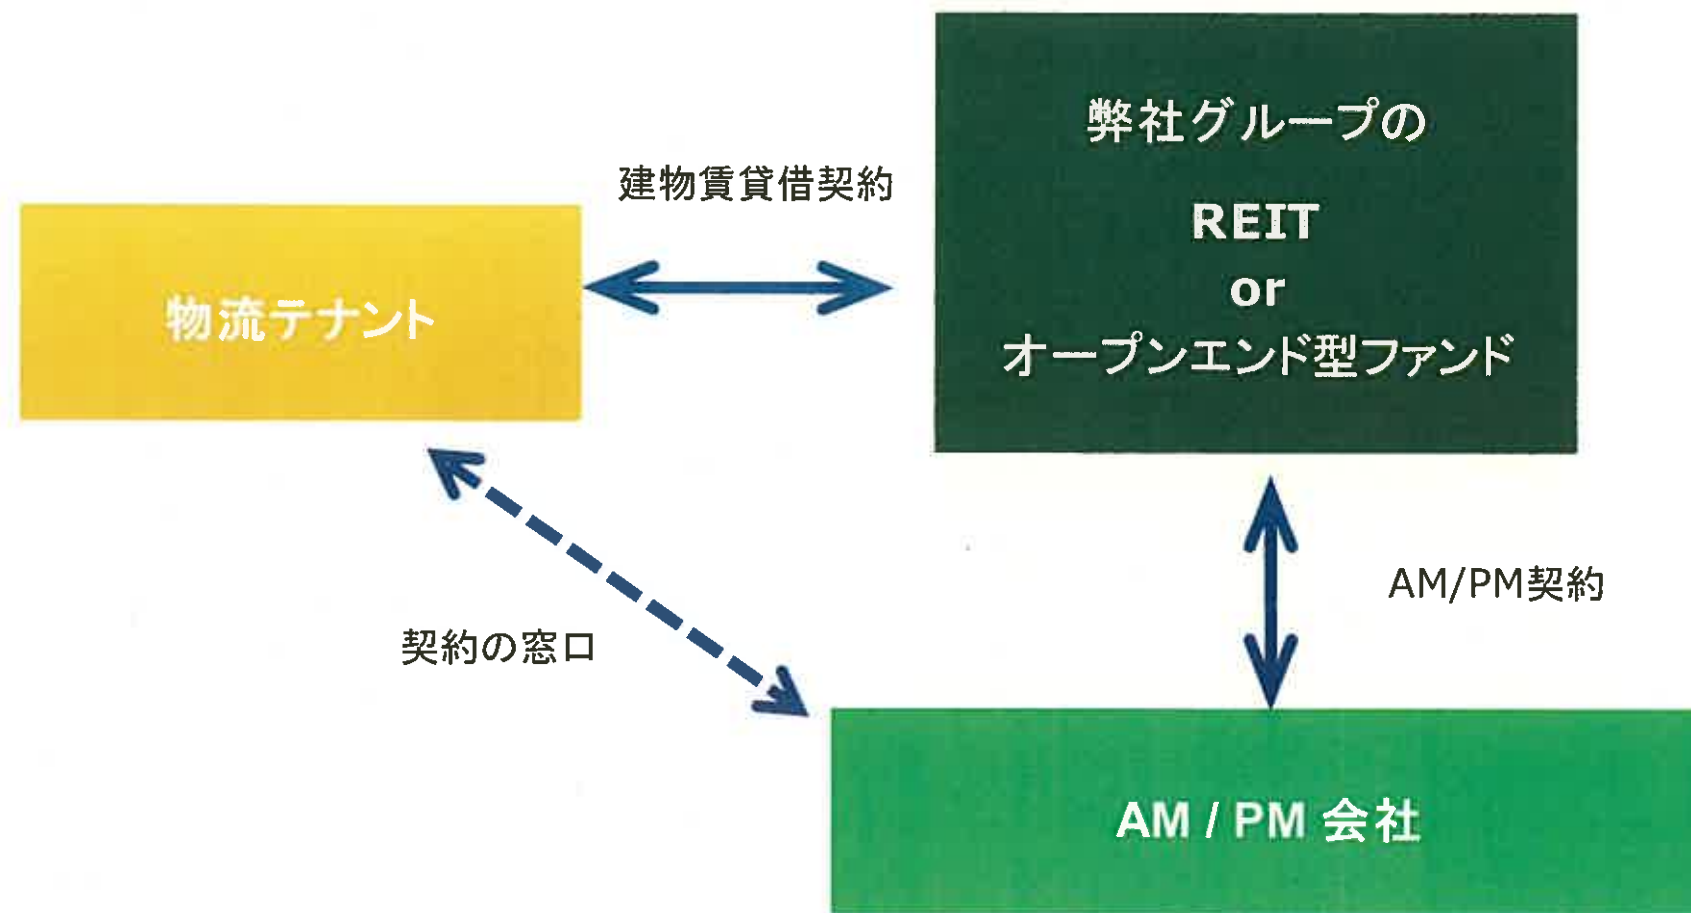 弊社グループの
REIT
or
オープンエンド型ファンド
建物賃貸借契約
物流テナント
AM/PM契約
契約の窓口
AM / PM 会社